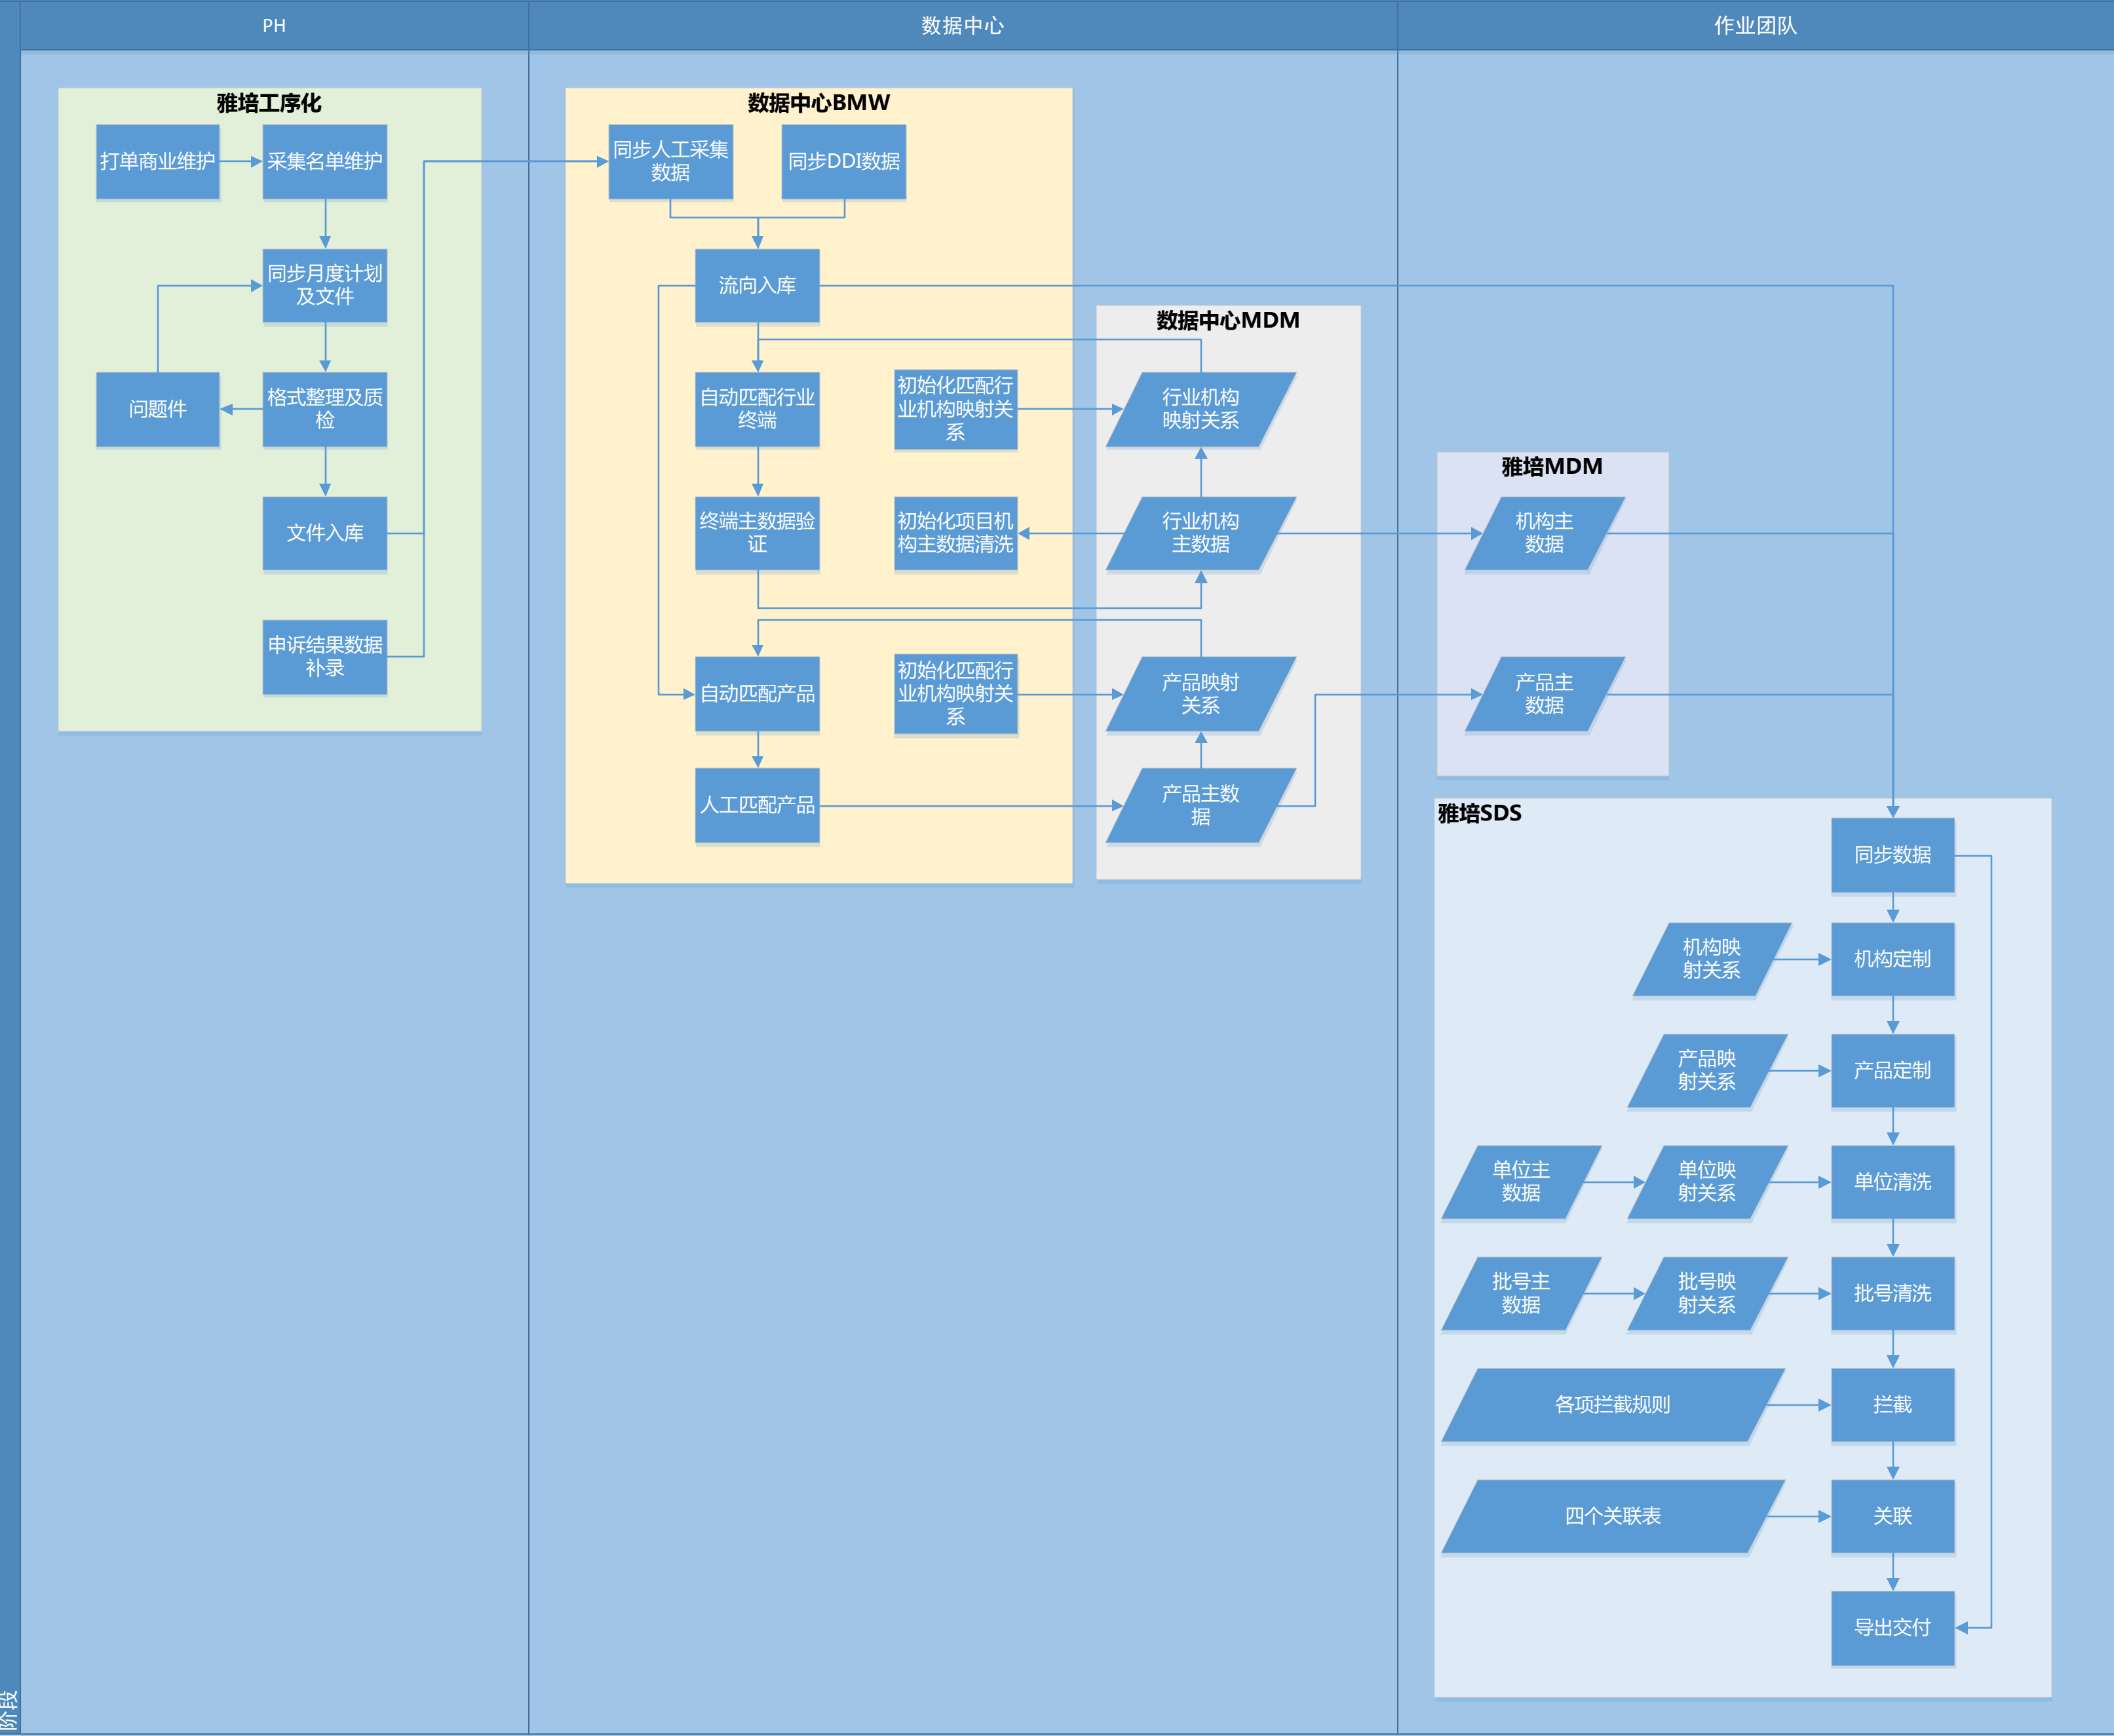 PH
数据中心
作业团队
雅培工序化
打单商业维护
采集名单维护
同步月度计划
及文件
问题件
格式整理及质
检
文件入库
申诉结果数据
补录
数据中心BMW
同步人工采集
数据
同步DDI数据
流向入库
自动匹配行业
终端
初始化匹配行
业机构映射关
系
终端主数据验
证
初始化项目机
构主数据清洗
自动匹配产品
初始化匹配行
业机构映射关
系
人工匹配产品
数据中心MDM
行业机构
映射关系
行业机构
主数据
产品映射
关系
产品主数
据
雅培MDM
机构主
数据
产品主
数据
雅培SDS
同步数据
机构映
射关系
机构定制
产品映
射关系
产品定制
单位主
数据
单位映
射关系
单位清洗
批号主
数据
批号映
射关系
批号清洗
各项拦截规则
拦截
四个关联表
关联
导出交付
阶段